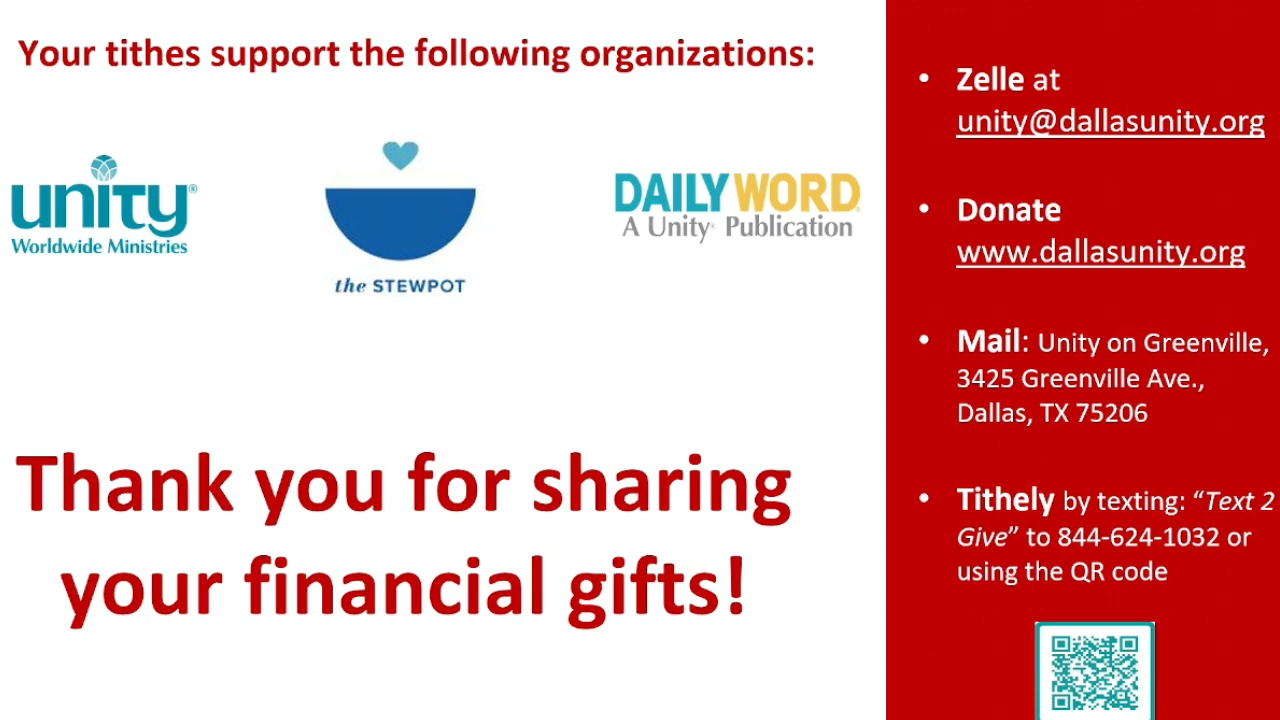 Your tithes support the following organizations:
unity®
Worldwide Ministries
the STEWPOT
DAILY WORD®
A Unity® Publication
Thank you for sharing
your financial gifts!
• Zelle at
unity@dallasunity.org
• Donate
www.dallasunity.org
• Mail: Unity on Greenville,
3425 Greenville Ave.,
Dallas, TX 75206
• Tithely by texting: “Text 2
Give” to 844-624-1032 or
using the QR code